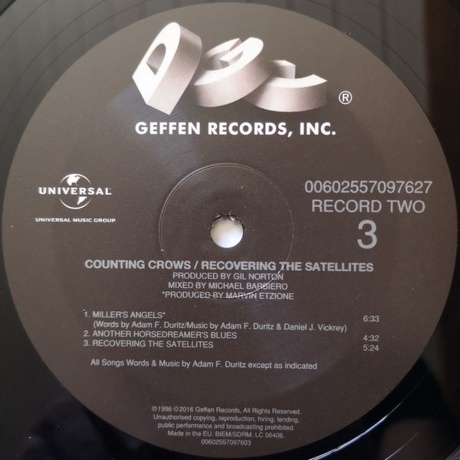 ®
GEFFEN RECORDS, INC.
UNIVERSAL
UNIVERSAL MUSIC GROUP
00602557097627
RECORD TWO
3
COUNTING CROWS / RECOVERING THE SATELLITES
PRODUCED BY GIL NORTON
MIXED BY MICHAEL BARBIERO
*PRODUCED BY MARVIN ETZIONE
1. MILLER'S ANGELS* 6:33
(Words by Adam F. Duritz/Music by Adam F. Duritz & Daniel J. Vickrey)
2. ANOTHER HORSEDREAMER'S BLUES 4:32
3. RECOVERING THE SATELLITES 5:24
All Songs Words & Music by Adam F. Duritz except as indicated
℗1996 ©2016 Geffen Records, All Rights Reserved.
Unauthorised copying, reproduction, hiring, lending,
public performance and broadcasting prohibited.
Made in the EU. BIEM/SDRM. LC 06406.
00602557097603